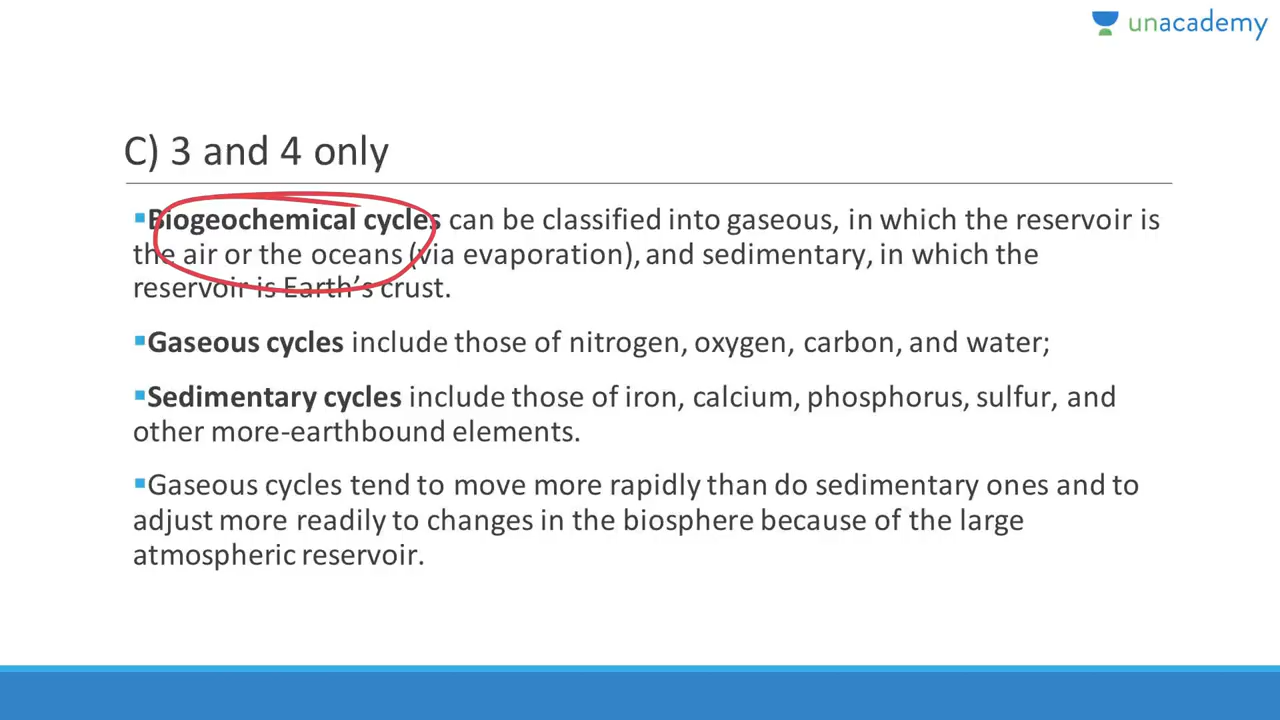 unacademy
C) 3 and 4 only
▪Biogeochemical cycles can be classified into gaseous, in which the reservoir is
the air or the oceans (via evaporation), and sedimentary, in which the
reservoir is Earth’s crust.
▪Gaseous cycles include those of nitrogen, oxygen, carbon, and water;
▪Sedimentary cycles include those of iron, calcium, phosphorus, sulfur, and
other more-earthbound elements.
▪Gaseous cycles tend to move more rapidly than do sedimentary ones and to
adjust more readily to changes in the biosphere because of the large
atmospheric reservoir.